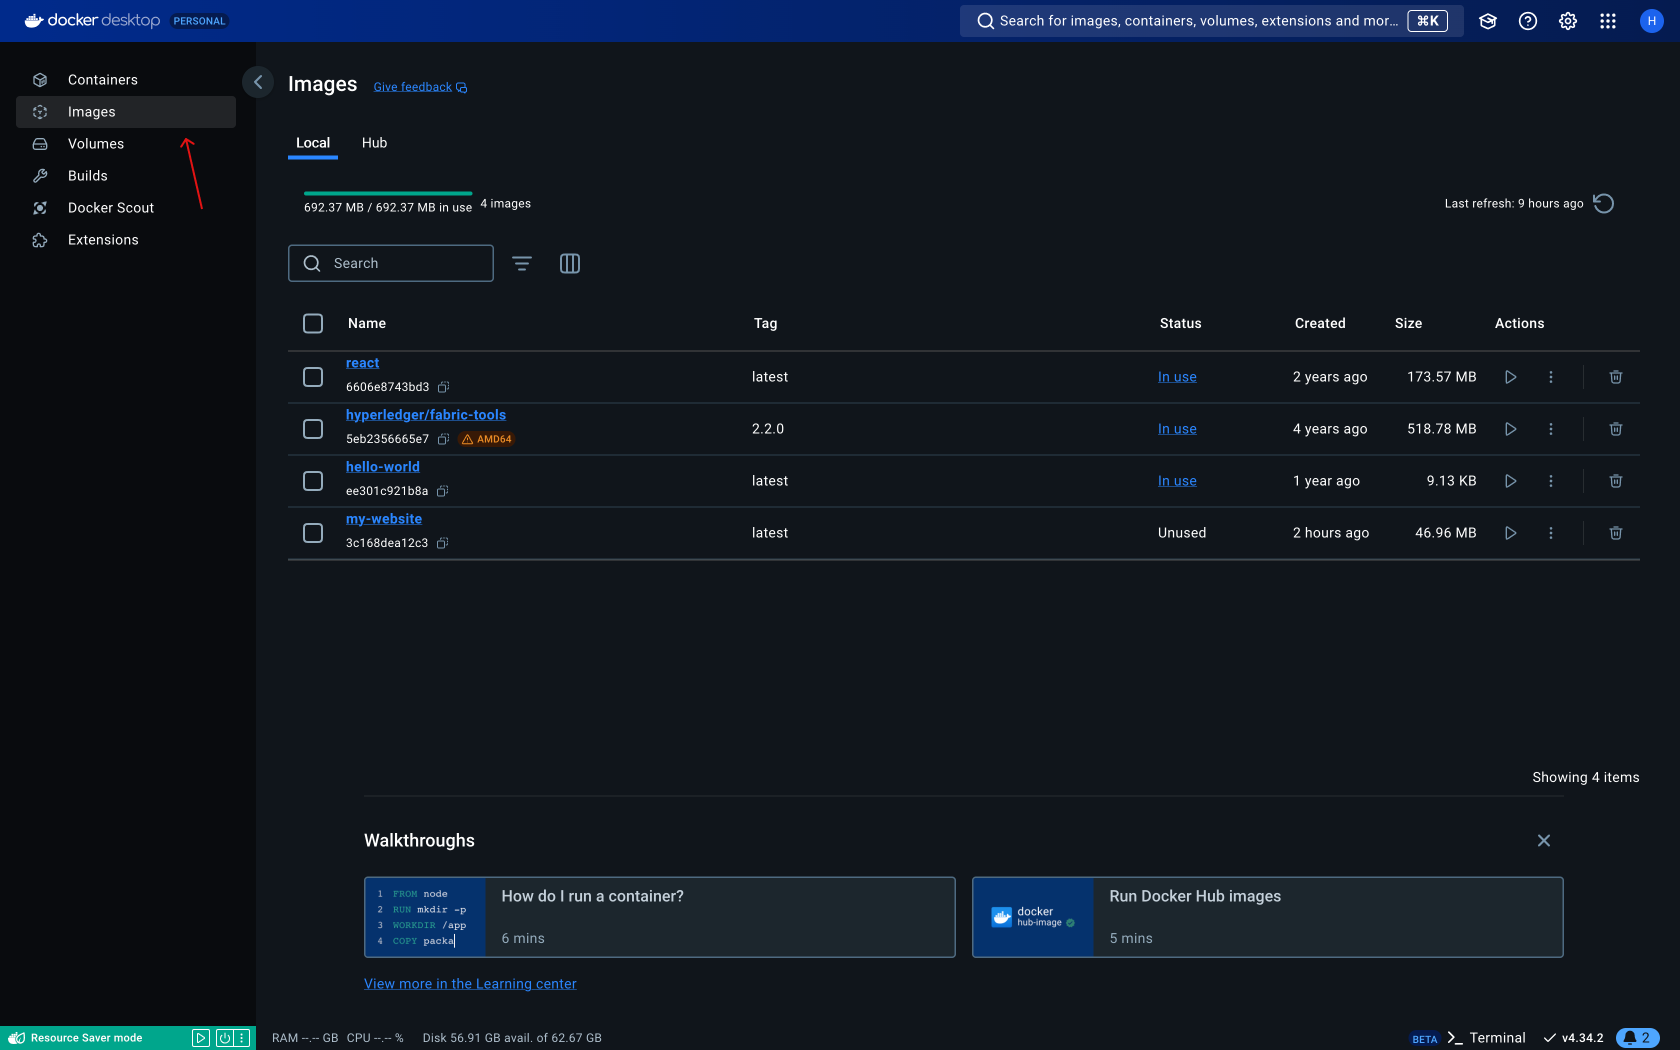 docker desktop PERSONAL
Search for images, containers, volumes, extensions and mor... ⌘K
H
Containers
Images
Volumes
Builds
Docker Scout
Extensions
Images Give feedback
Local Hub
692.37 MB / 692.37 MB in use 4 images
Last refresh: 9 hours ago
Search
Name Tag Status Created Size Actions
react
6606e8743bd3
latest In use 2 years ago 173.57 MB
hyperledger/fabric-tools
5eb2356665e7 AMD64
2.2.0 In use 4 years ago 518.78 MB
hello-world
ee301c921b8a
latest In use 1 year ago 9.13 KB
my-website
3c168dea12c3
latest Unused 2 hours ago 46.96 MB
Showing 4 items
Walkthroughs
1 FROM node
2 RUN mkdir -p
3 WORKDIR /app
4 COPY packa
How do I run a container?
6 mins
docker
hub-image
Run Docker Hub images
5 mins
View more in the Learning center
Resource Saver mode
RAM --.-- GB CPU --.-- % Disk 56.91 GB avail. of 62.67 GB
BETA >_ Terminal v4.34.2 2